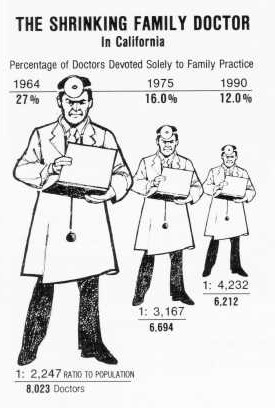 THE SHRINKING FAMILY DOCTOR
In California
Percentage of Doctors Devoted Solely to Family Practice
1964 1975 1990
27% 16.0% 12.0%
1: 4,232
6,212
1: 3,167
6,694
1: 2,247 RATIO TO POPULATION
8,023 Doctors